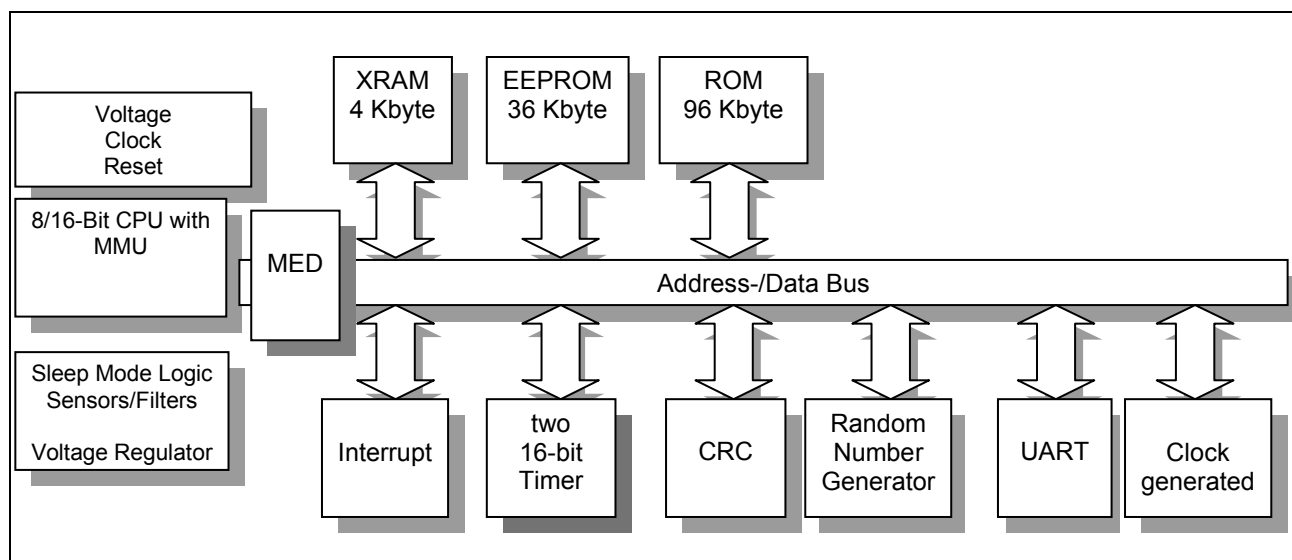 XRAM
4 Kbyte
EEPROM
36 Kbyte
ROM
96 Kbyte
Voltage
Clock
Reset
8/16-Bit CPU with
MMU
MED
Address-/Data Bus
Sleep Mode Logic
Sensors/Filters
Voltage Regulator
Interrupt
two
16-bit
Timer
CRC
Random
Number
Generator
UART
Clock
generated